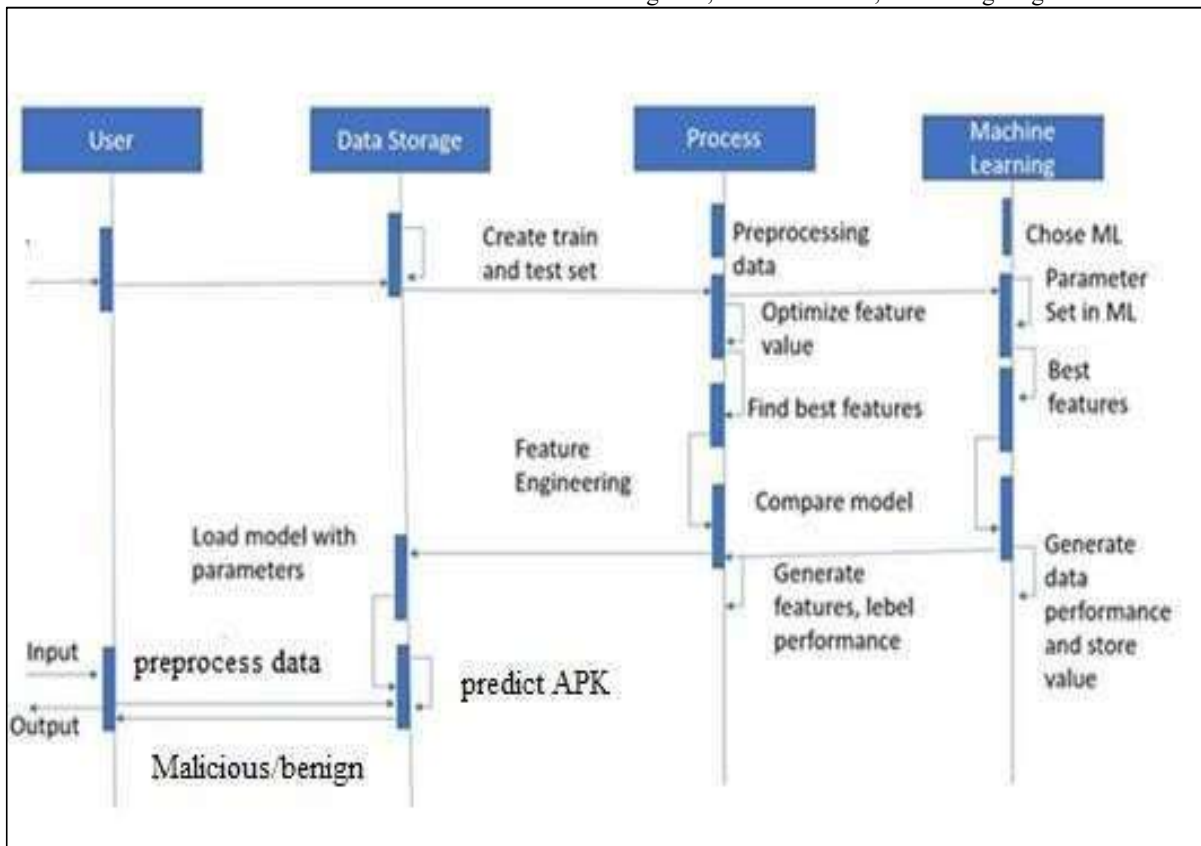 User
Data Storage
Process
Machine
Learning
Create train
and test set
Preprocessing
data
Chose ML
Parameter
Set in ML
Optimize feature
value
Best
features
Find best features
Feature
Engineering
Compare model
Load model with
parameters
Generate
features, lebel
performance
Generate
data
performance
and store
value
Input
preprocess data
predict APK
Output
Malicious/benign